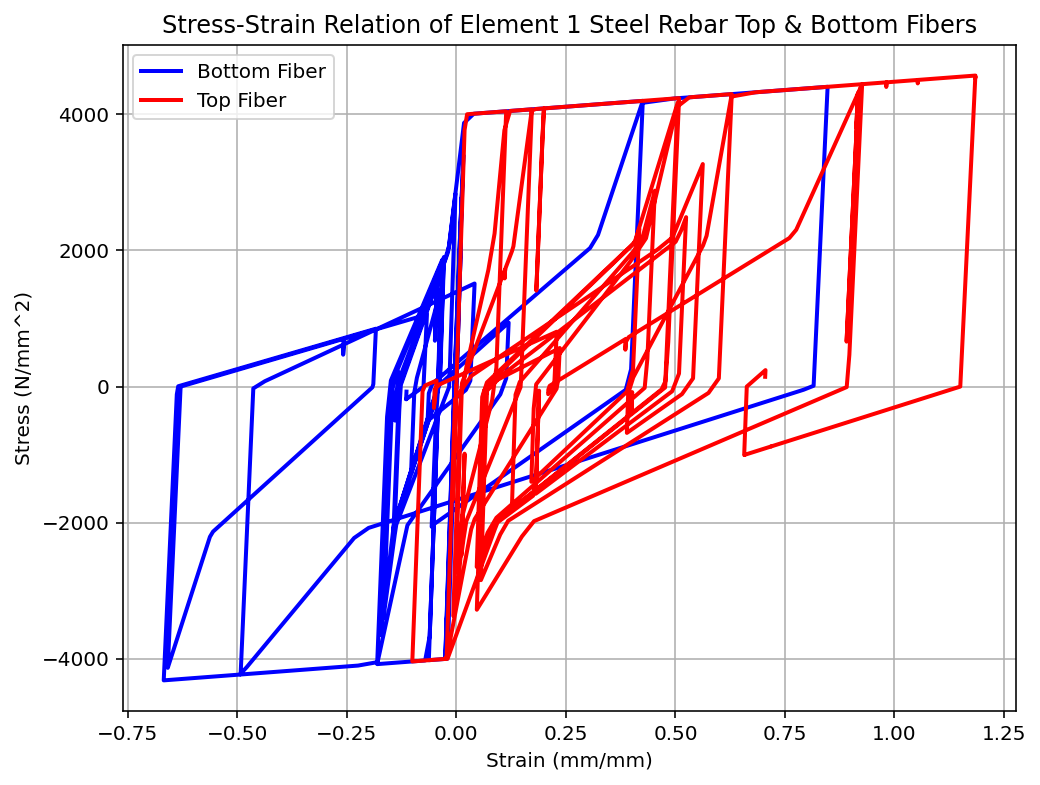 Stress-Strain Relation of Element 1 Steel Rebar Top & Bottom Fibers
Bottom Fiber
Top Fiber
Stress (N/mm^2)
4000
2000
0
−2000
−4000
−0.75 −0.50 −0.25 0.00 0.25 0.50 0.75 1.00 1.25
Strain (mm/mm)